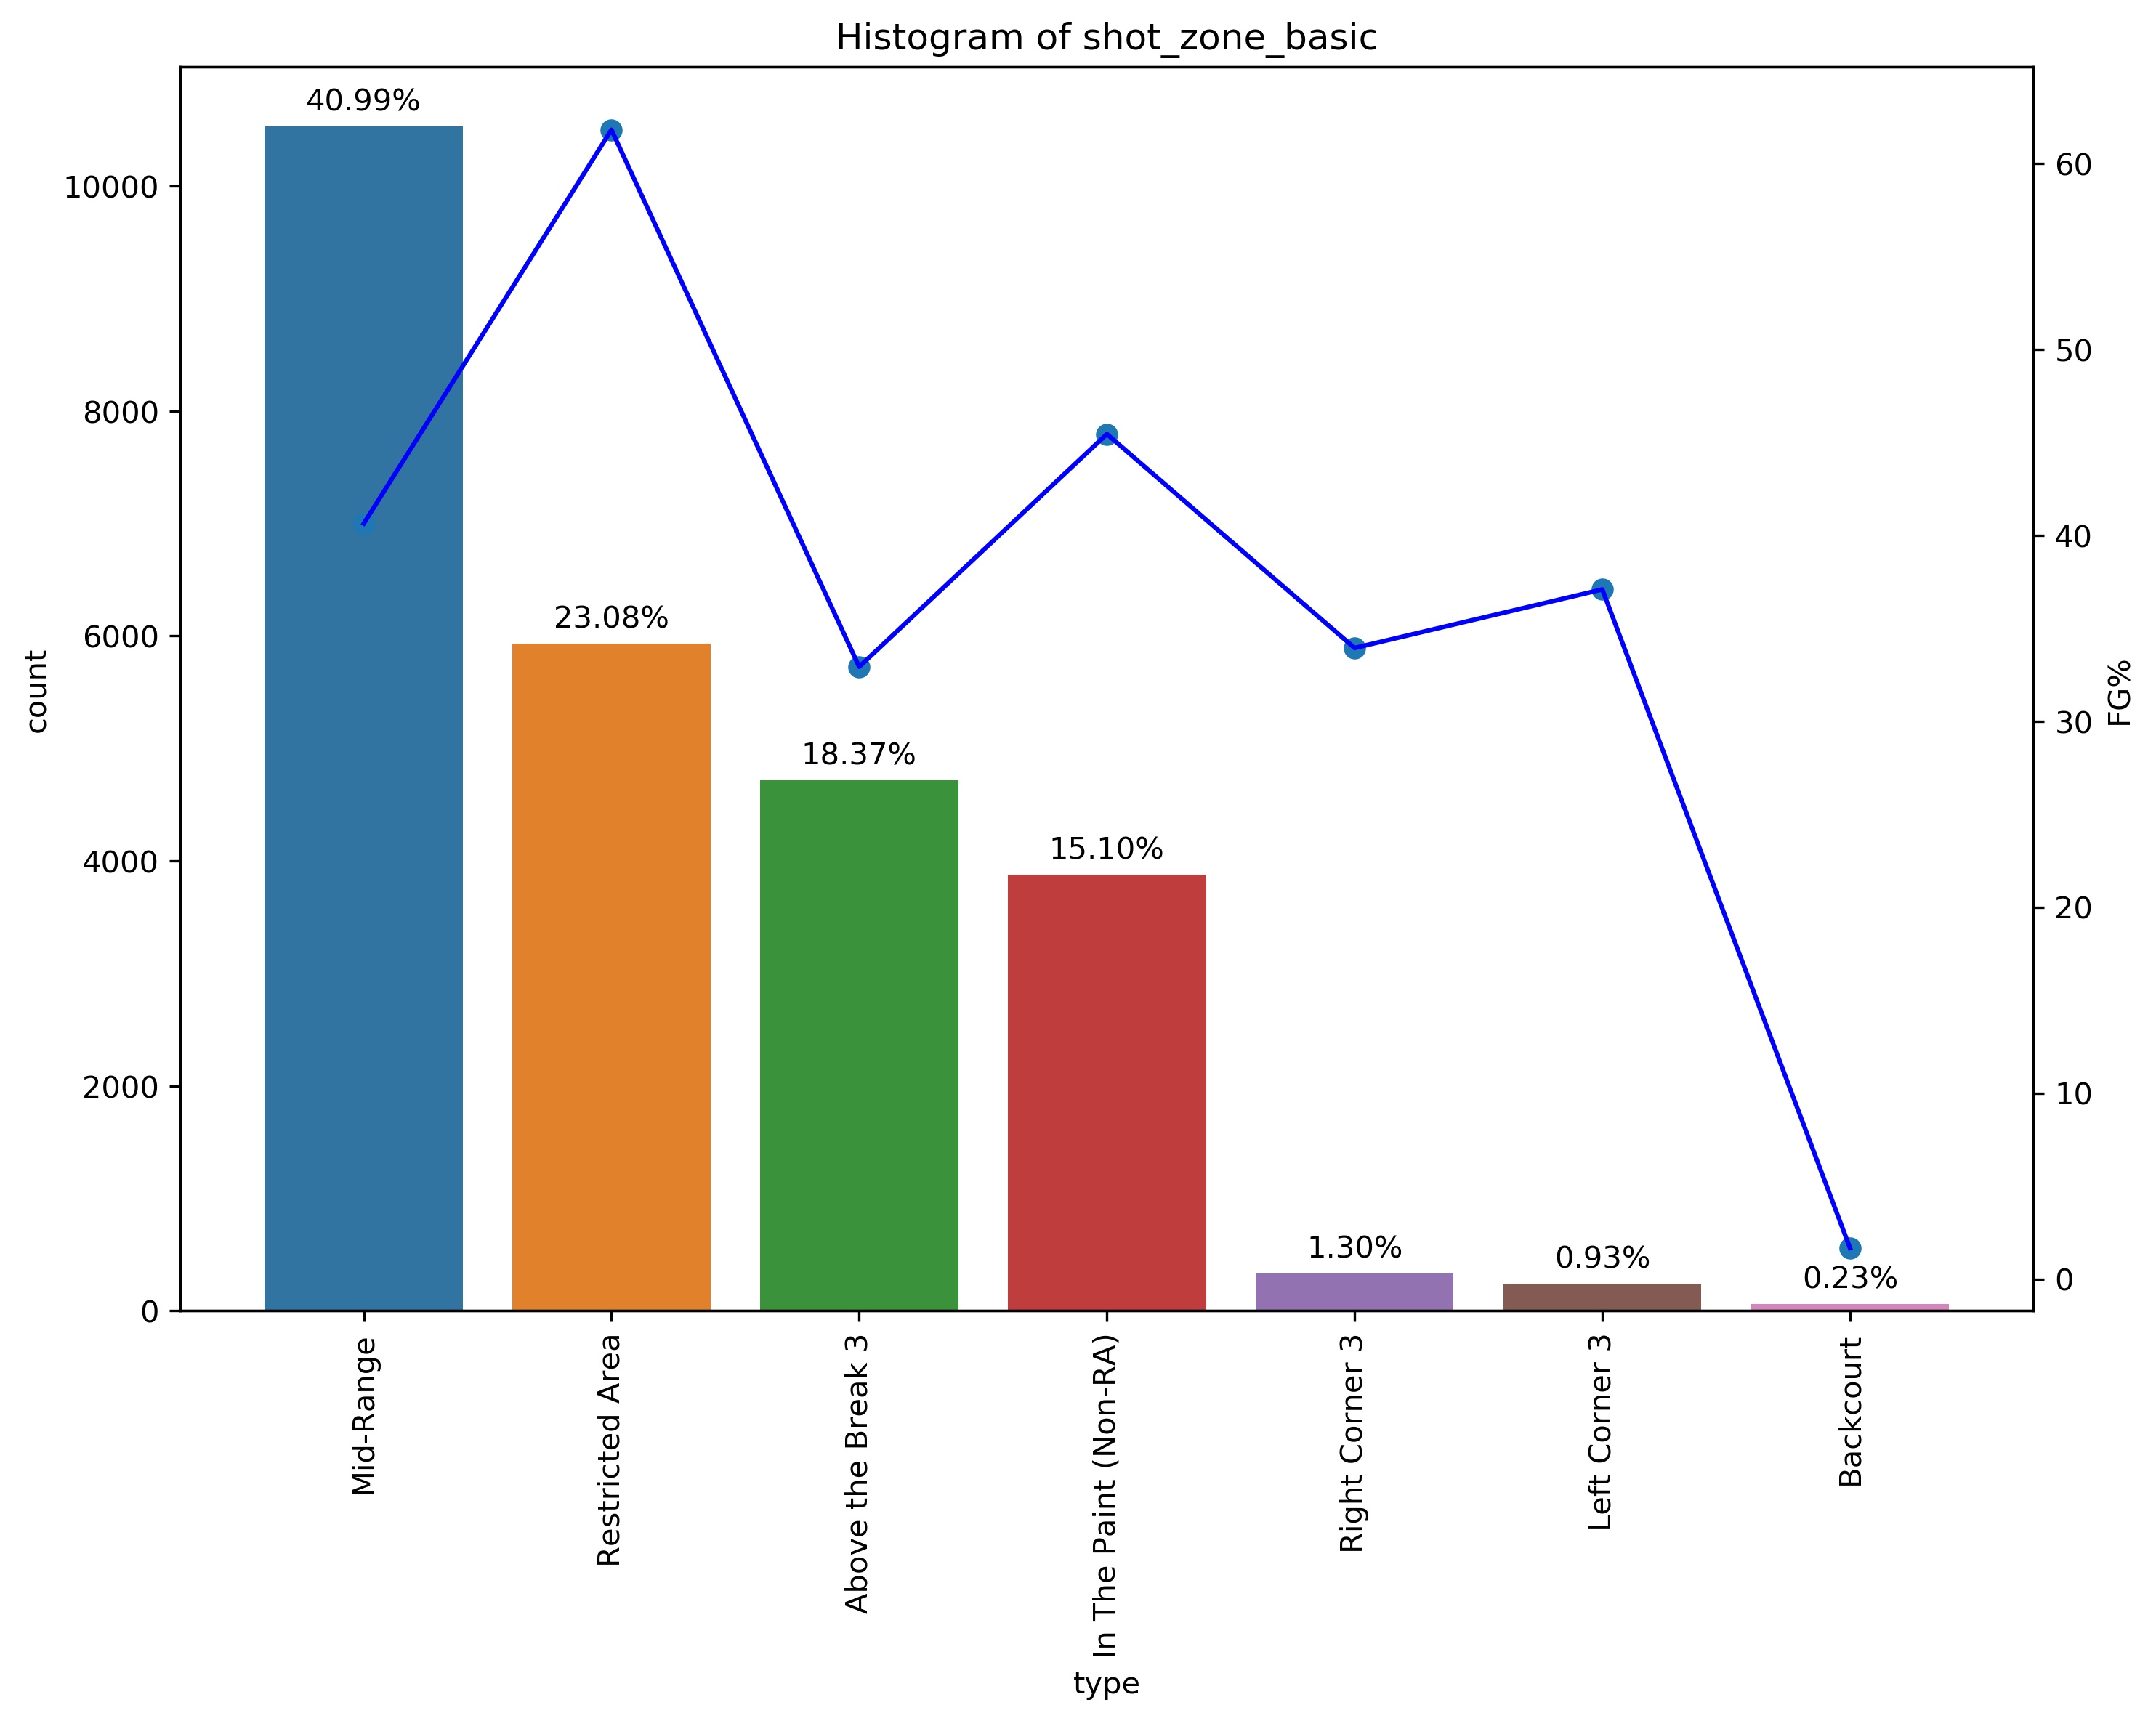 Histogram of shot_zone_basic
40.99%
23.08%
18.37%
15.10%
1.30%
0.93%
0.23%
10000
8000
6000
4000
2000
0
count
60
50
40
30
20
10
0
FG%
Mid-Range
Restricted Area
Above the Break 3
In The Paint (Non-RA)
Right Corner 3
Left Corner 3
Backcourt
type